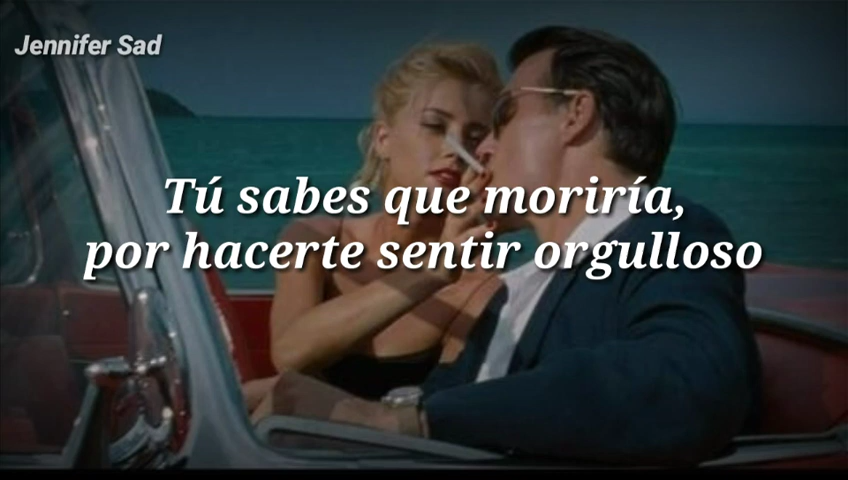 Jennifer Sad
Tú sabes que moriría,
por hacerte sentir orgulloso